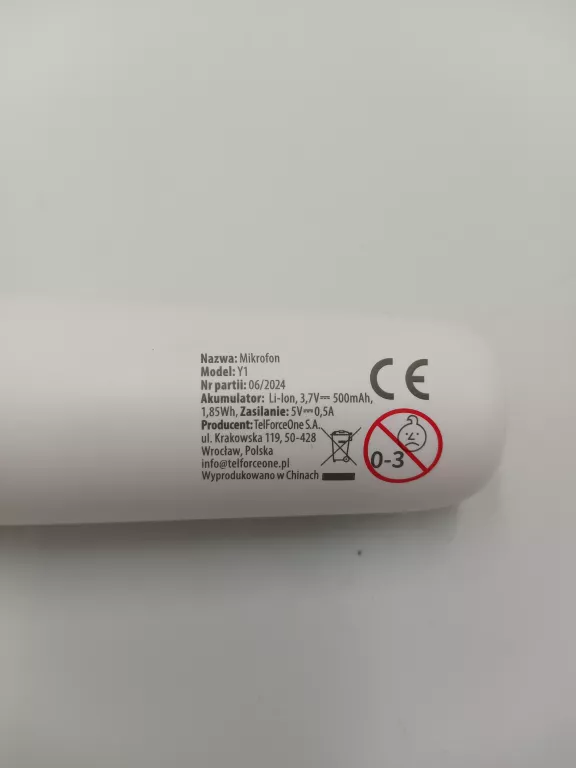 Nazwa: Mikrofon
Model: Y1
Nr partii: 06/2024
Akumulator: Li-Ion, 3,7V⎓ 500mAh,
1,85Wh, Zasilanie: 5V⎓0,5A
Producent: TelForceOne S.A.
ul. Krakowska 119, 50-428
Wrocław, Polska
info@telforceone.pl
Wyprodukowano w Chinach
CE
0-3